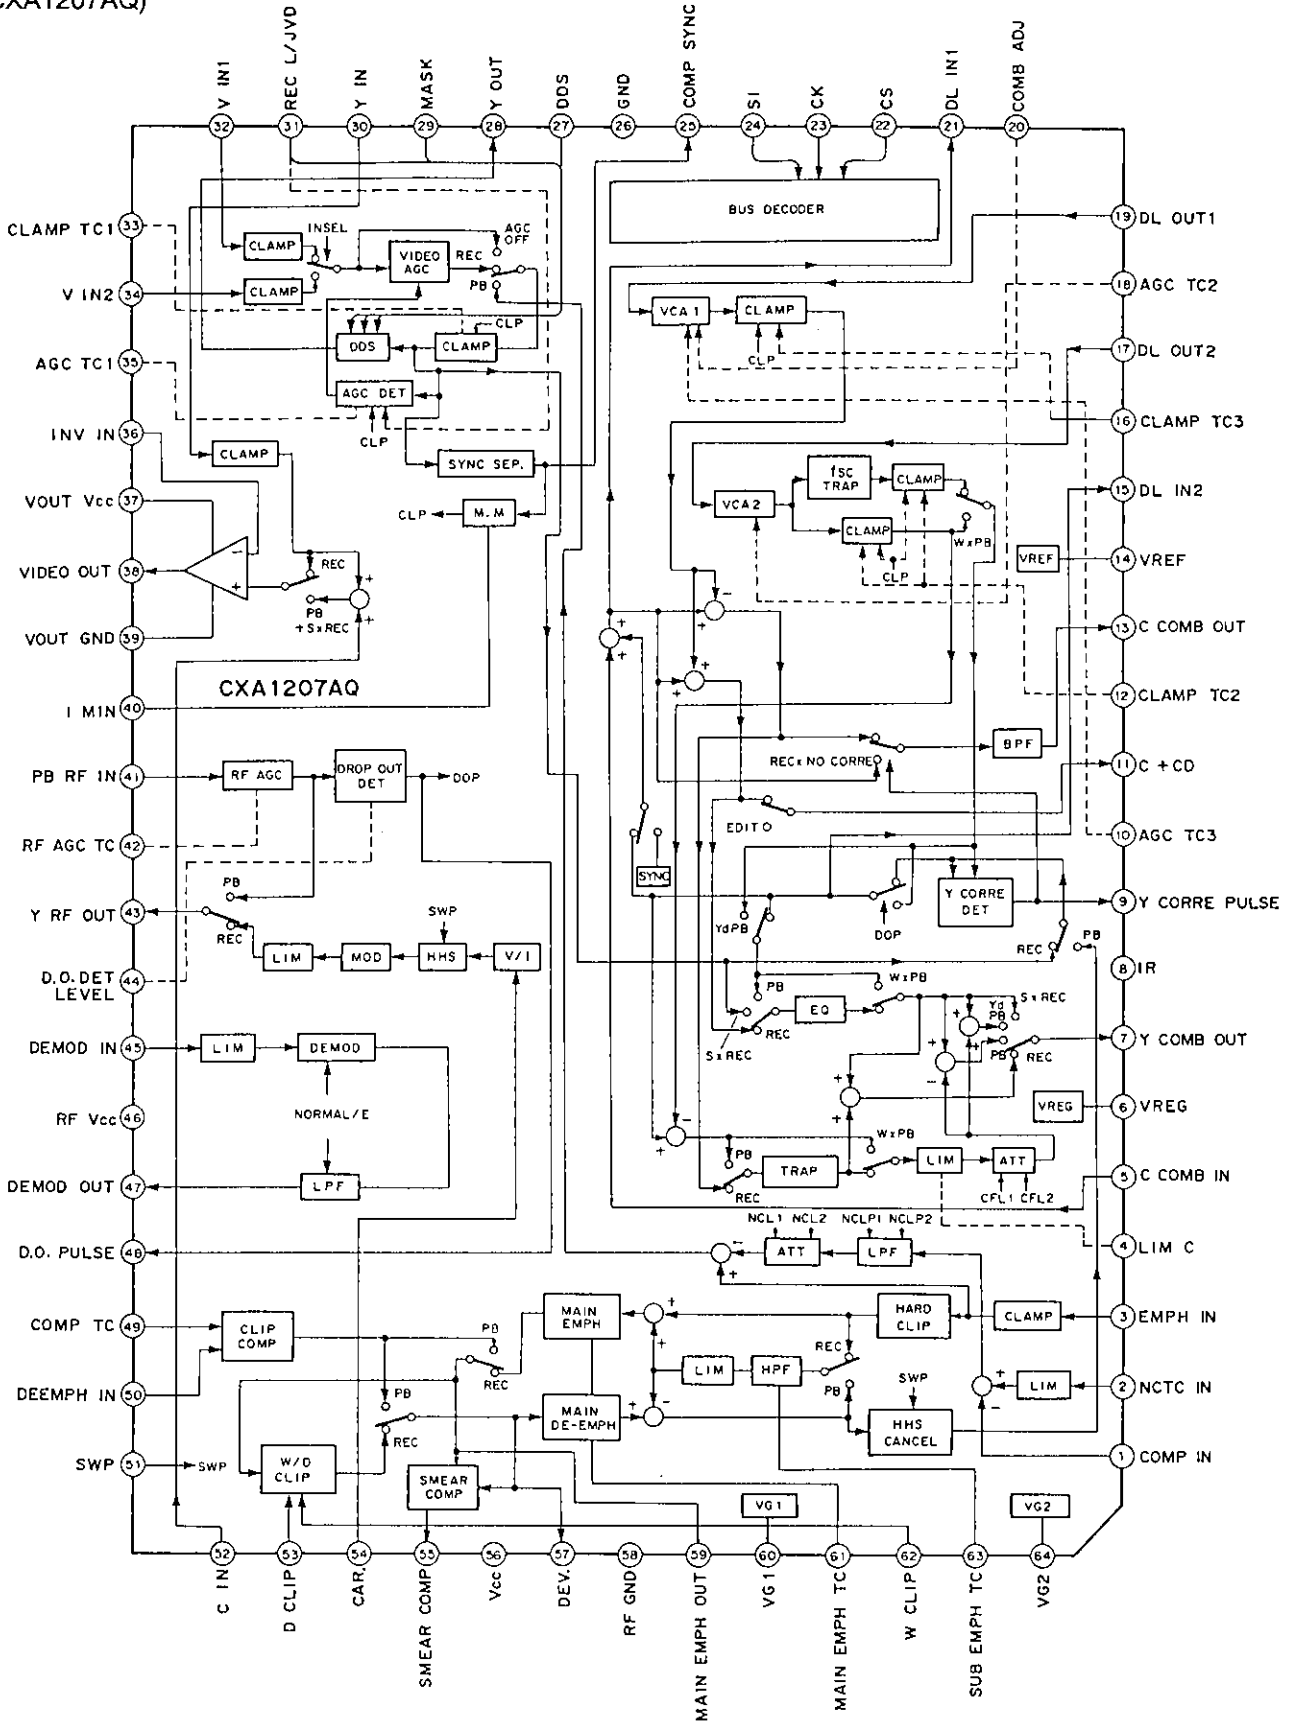 CXA1207AQ)
V IN1
REC L/JVD
Y IN
MASK
Y OUT
DDS
GND
COMP SYNC
SI
CK
CS
DL IN1
COMB ADJ
32
31
30
29
28
27
26
25
24
23
22
21
20
CLAMP TC1 33
V IN2 34
AGC TC1 35
INV IN 36
VOUT Vcc 37
VIDEO OUT 38
VOUT GND 39
I MIN 40
PB RF IN 41
RF AGC TC 42
Y RF OUT 43
D.O. DET
LEVEL
44
DEMOD IN 45
RF Vcc 46
DEMOD OUT 47
D.O. PULSE 48
COMP TC 49
DEEMPH IN 50
SWP 51
19 DL OUT1
18 AGC TC2
17 DL OUT2
16 CLAMP TC3
15 DL IN2
14 VREF
13 C COMB OUT
12 CLAMP TC2
11 C + CD
10 AGC TC3
9 Y CORRE PULSE
8 IR
7 Y COMB OUT
6 VREG
5 C COMB IN
4 LIM C
3 EMPH IN
2 NCTC IN
1 COMP IN
BUS DECODER
CLAMP
INSEL
VIDEO
AGC
REC
AGC
OFF
PB
CLAMP
CLP
DDS
CLAMP
AGC DET
CLP
CLAMP
SYNC SEP.
CLP
M.M
-
+
REC
PB
+ S x REC
+
+
CXA1207AQ
VCA 1
CLAMP
CLP
fSC
TRAP
CLAMP
VCA2
CLAMP
W x PB
CLP
VREF
-
+
+
+
+
+
BPF
REC x NO CORRE
EDIT
SYNC
Y CORRE
DET
DOP
Yd PB
REC
PB
RF AGC
DROP OUT
DET
DOP
PB
REC
SWP
LIM
MOD
HHS
V/I
LIM
DEMOD
NORMAL/E
LPF
W x PB
PB
EQ
S x REC
REC
S x REC
Yd
PB
PB
REC
+
+
+
-
+
+
VREG
-
+
PB
W x PB
REC
TRAP
LIM
ATT
CFL1 CFL2
NCL1 NCL2
NCLP1 NCLP2
-
+
ATT
LPF
CLIP
COMP
PB
REC
MAIN
EMPH
+
+
HARD
CLIP
CLAMP
LIM
HPF
REC
PB
SWP
+
-
LIM
PB
REC
MAIN
DE-EMPH
+
-
HHS
CANCEL
SWP
W/D
CLIP
SMEAR
COMP
VG1
VG2
52
53
54
55
56
57
58
59
60
61
62
63
64
C IN
D CLIP
CAR.
SMEAR COMP
Vcc
DEV.
RF GND
MAIN EMPH OUT
VG1
MAIN EMPH TC
W CLIP
SUB EMPH TC
VG2